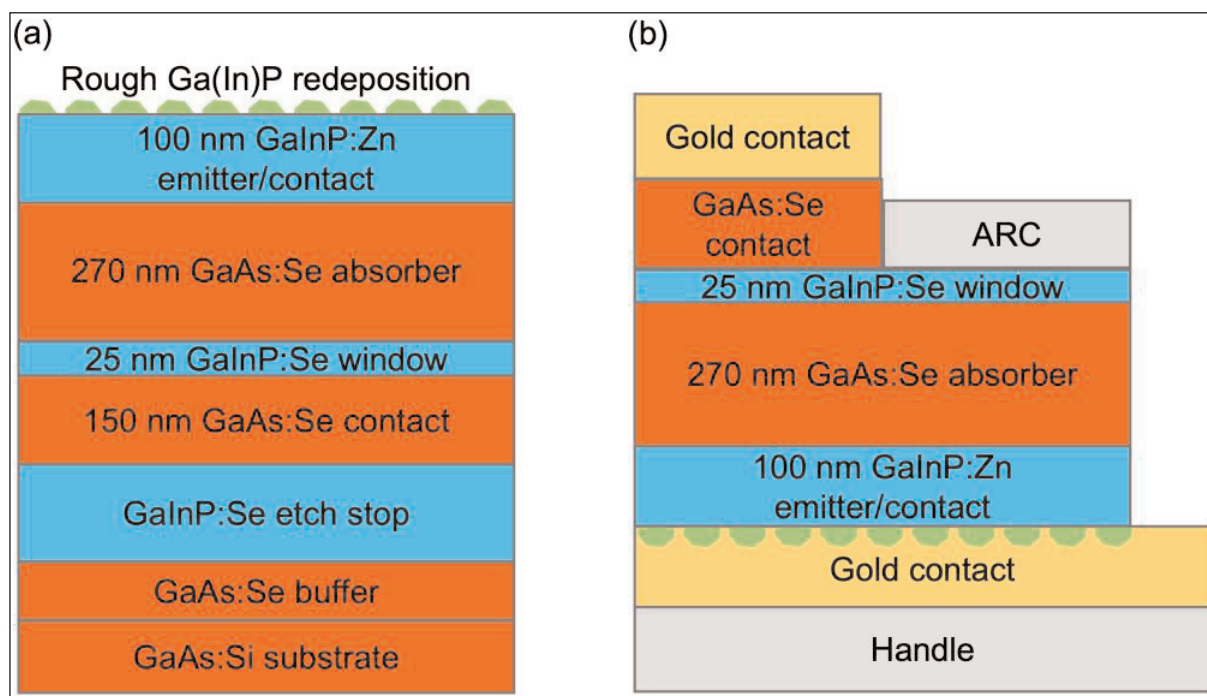 (a)
Rough Ga(In)P redeposition
100 nm GaInP:Zn
emitter/contact
270 nm GaAs:Se absorber
25 nm GaInP:Se window
150 nm GaAs:Se contact
GaInP:Se etch stop
GaAs:Se buffer
GaAs:Si substrate
(b)
Gold contact
GaAs:Se
contact
ARC
25 nm GaInP:Se window
270 nm GaAs:Se absorber
100 nm GaInP:Zn
emitter/contact
Gold contact
Handle